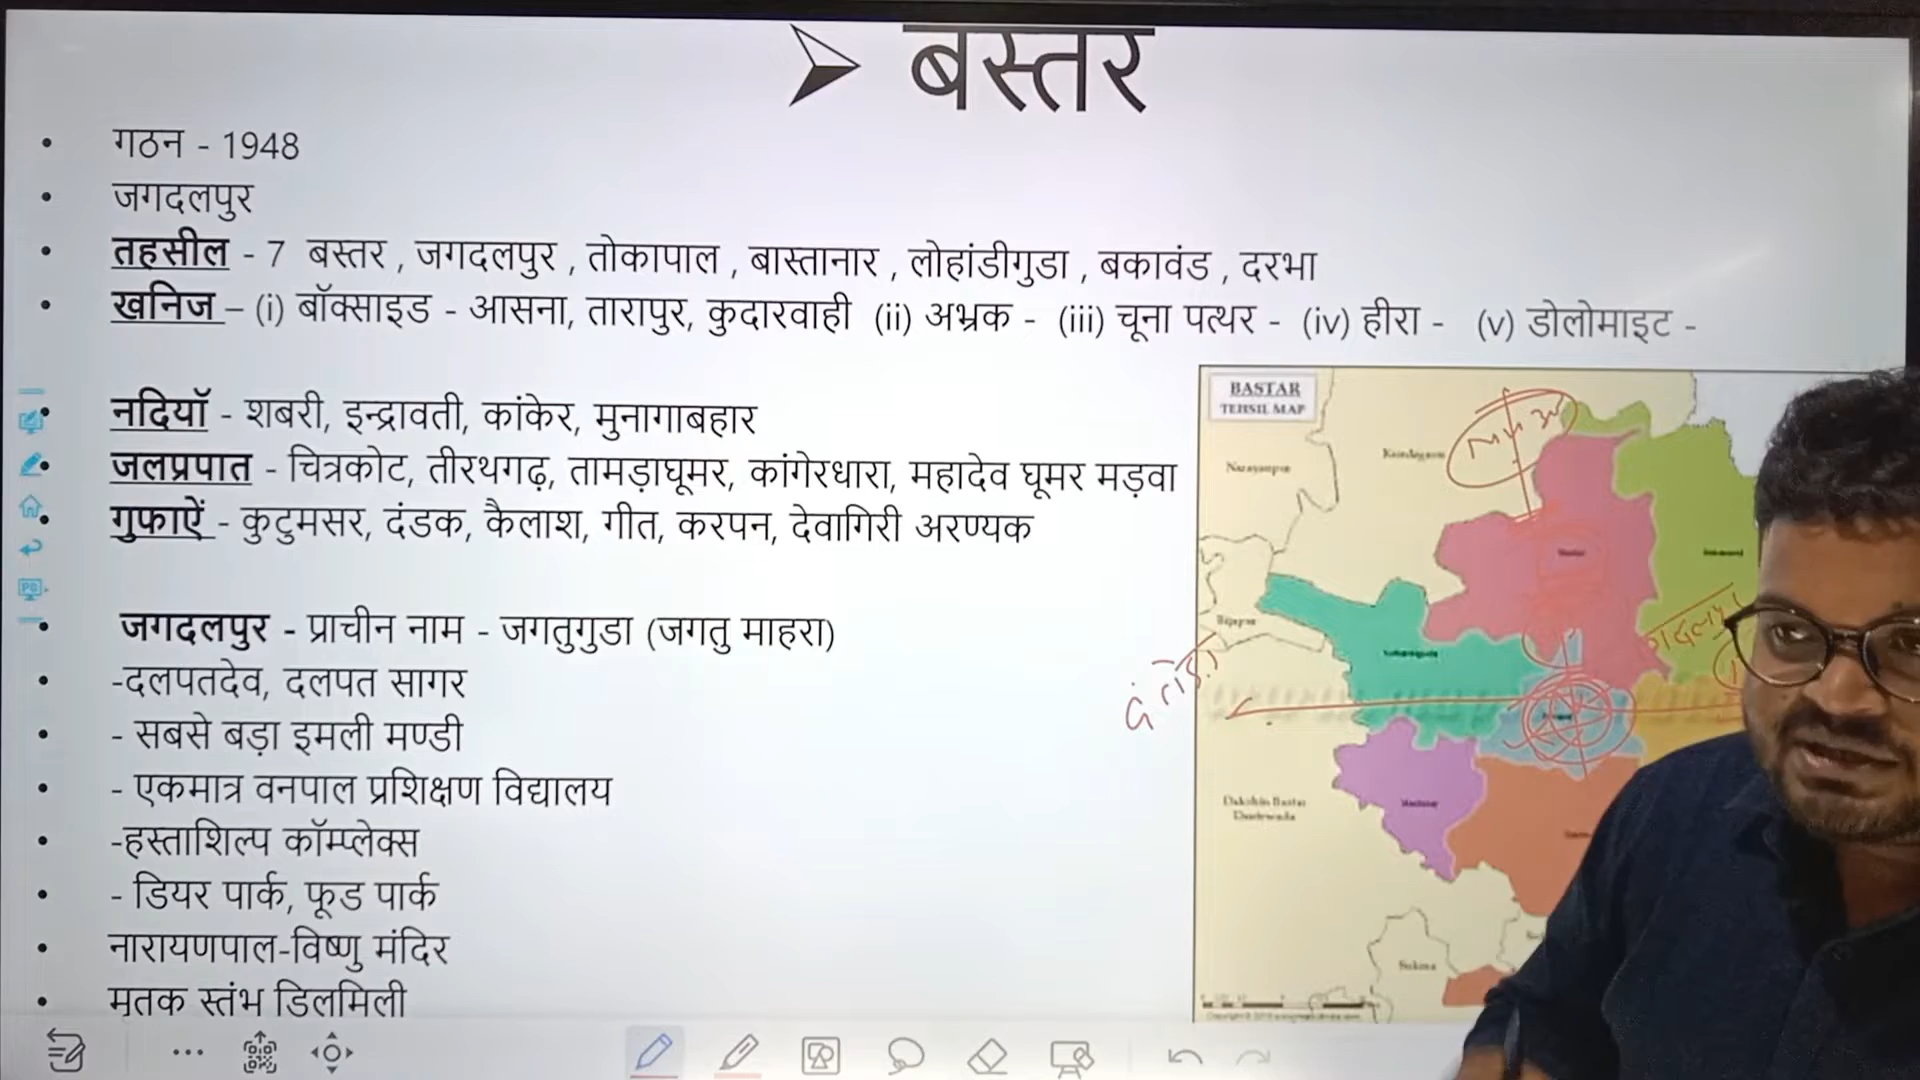 बस्तर
गठन - 1948
जगदलपुर
तहसील - 7 बस्तर , जगदलपुर , तोकापाल , बास्तानार , लोहांडीगुडा , बकावंड , दरभा
खनिज – (i) बॉक्साइड - आसना, तारापुर, कुदारवाही (ii) अभ्रक - (iii) चूना पत्थर - (iv) हीरा - (v) डोलोमाइट -
नदियॉ - शबरी, इन्द्रावती, कांकेर, मुनागाबहार
जलप्रपात - चित्रकोट, तीरथगढ़, तामड़ाघूमर, कांगेरधारा, महादेव घूमर मड़वा
गुफाऐं - कुटुमसर, दंडक, कैलाश, गीत, करपन, देवागिरी अरण्यक
जगदलपुर - प्राचीन नाम - जगतुगुडा (जगतु माहरा)
-दलपतदेव, दलपत सागर
- सबसे बड़ा इमली मण्डी
- एकमात्र वनपाल प्रशिक्षण विद्यालय
-हस्ताशिल्प कॉम्प्लेक्स
- डियर पार्क, फूड पार्क
नारायणपाल-विष्णु मंदिर
मृतक स्तंभ डिलमिली
BASTAR
TEHSIL MAP
Narayanpur
Kondagaon
Bijapur
Dakshin Bastar
Dantewada
Sukma